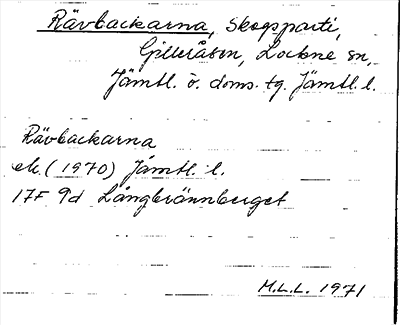 Rävbackarna, skogsparti,
Gilleråsen, Lockne sn,
Jämtl. ö. doms. tg. Jämtl. l.
Rävbackarna
ek. (1970) Jämtl. l.
17F 9d Långbrännberget
M.L.L. 1971